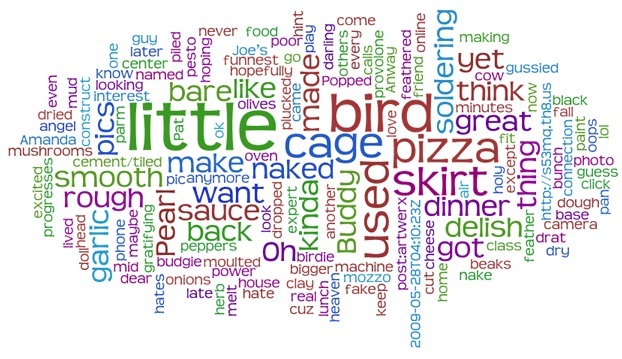 never
food
guy
hint
come
one
later
Joe's
poor
play
darling
every
others
calls
provolone
Anway
feathered
friend
online
soldering
making
yet
gussied
even
mud
dried
angel
Amanda
mushrooms
know
looking
interest
center
named
piled
pesto
hoping
funnest
hopefully
go
plucked
came
made
Popped
bird
love
think
cow
minutes
great
now
black
fall
construct
pics
parm
bare
like
olives
Pat
ok
little
cage
pizza
fit
except
thing
http://ss3mq.th8.us
connection
paint
oops
lol
bunch
photo
guess
click
pan
cement/tiled
make
oven
naked
used
skirt
air
holy
dough
base
camera
excited
progresses
smooth
pic
anymore
want
look
dropped
expert
kinda
another
Buddy
dinner
delish
feather
drat
dry
rough
Pearl
sauce
back
Oh
post:artwerx
cheese
cut
got
class
lived
doll
head
garlic
phone
maybe
gratifying
peppers
birdie
bigger
machine
home
beaks
nake
mid
dear
budgie
moulted
power
onions
house
clay
mozzo
hates
late
herb
melt
hate
real
cuz
lunch
heaven
fake
keep
2009-05-28T04:10:23Z